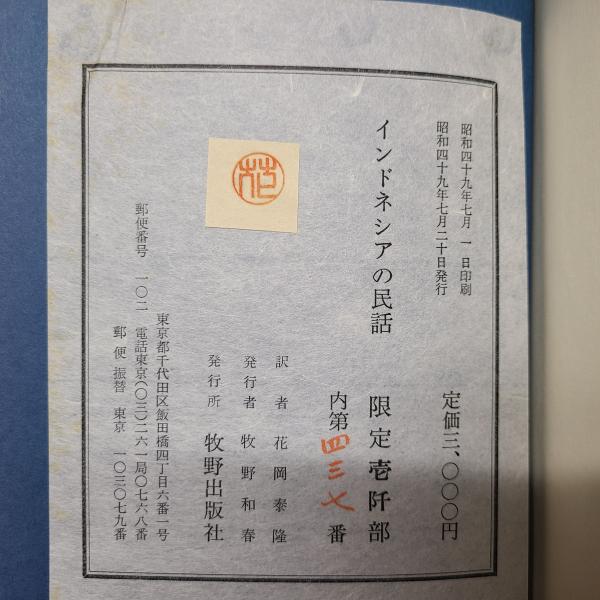 昭和四十九年七月一日印刷
昭和四十九年七月二十日発行
定価三、〇〇〇円
インドネシアの民話
限定壱阡部
内第四三七番
訳者 花岡泰隆
発行者 牧野和春
発行所 牧野出版社
東京都千代田区飯田橋四丁目六番一号
郵便番号 一〇二 電話東京(〇三)二六一局〇七六八番
郵便振替 東京 一〇三〇七九番